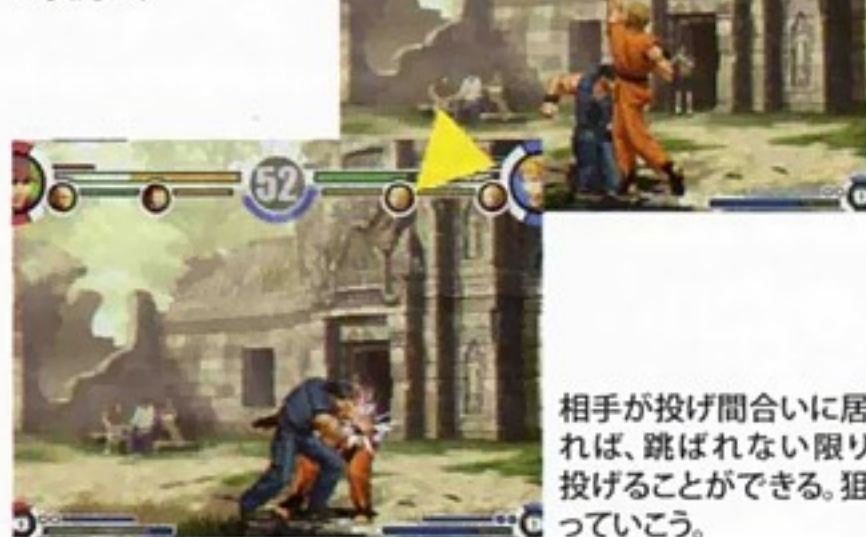 52
相手が投げ間合いに居
れば、跳ばれない限り
投げることができる。狙
っていこう。